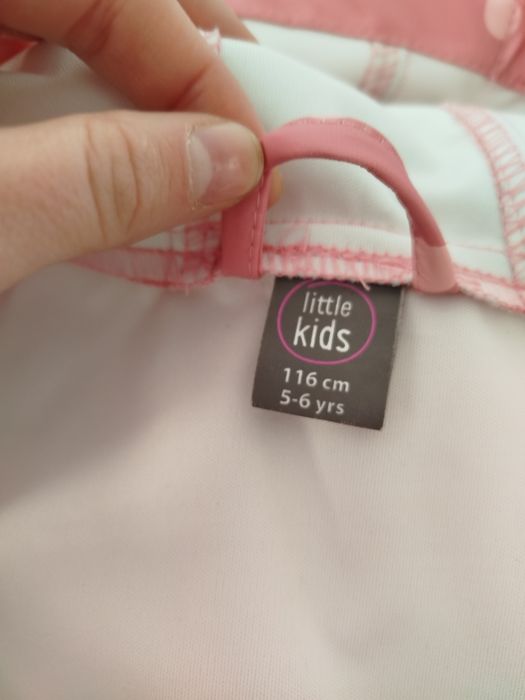 little
kids
116 cm
5-6 yrs